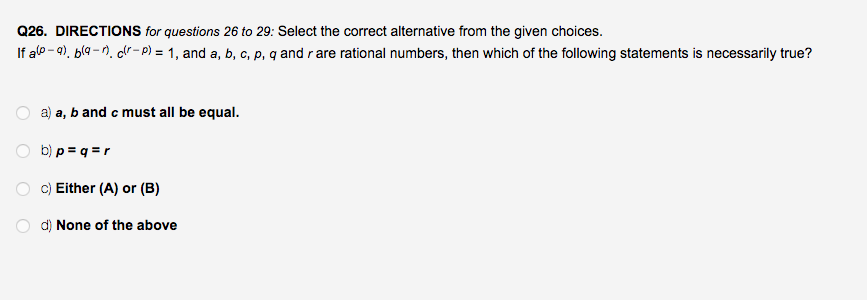 Q26. DIRECTIONS for questions 26 to 29: Select the correct alternative from the given choices.
If a(p – q). b(q – r). c(r – p) = 1, and a, b, c, p, q and r are rational numbers, then which of the following statements is necessarily true?
a) a, b and c must all be equal.
b) p = q = r
c) Either (A) or (B)
d) None of the above